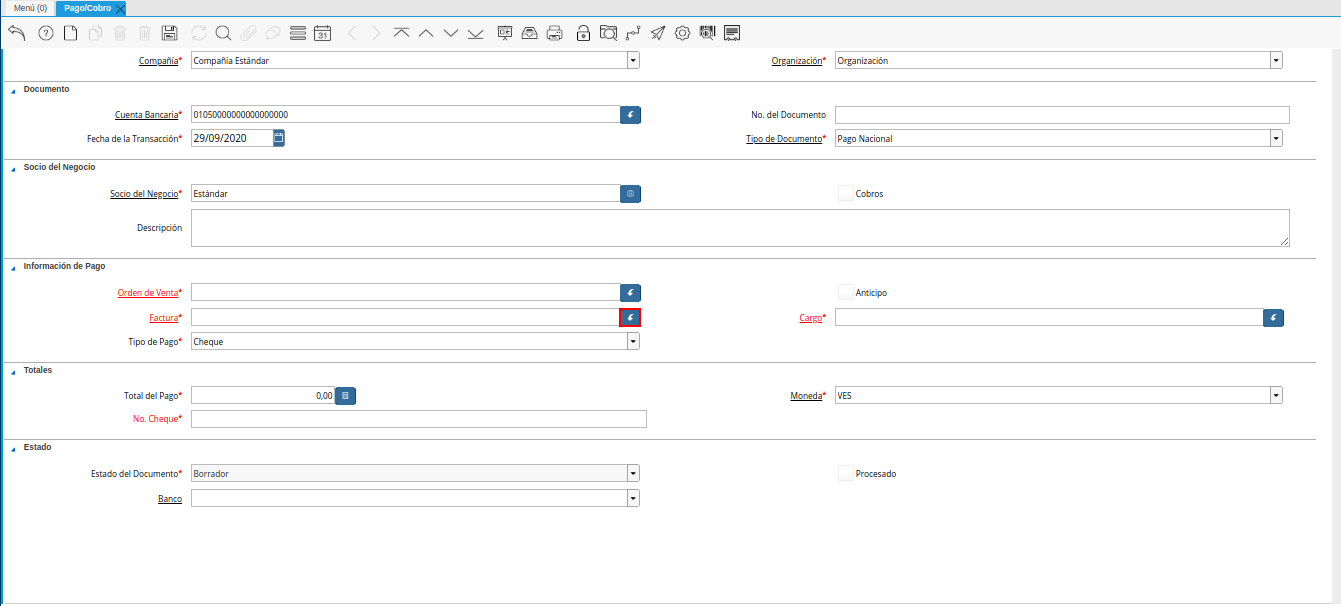 Menú (0) Pago/Cobro
31
Compañía* Compañía Estándar Organización* Organización
Documento
Cuenta Bancaria* 01050000000000000000 No. del Documento
Fecha de la Transacción* 29/09/2020 Tipo de Documento* Pago Nacional
Socio del Negocio
Socio del Negocio* Estándar Cobros
Descripción
Información de Pago
Orden de Venta* Anticipo
Factura* Cargo*
Tipo de Pago* Cheque
Totales
Total del Pago* 0,00 Moneda* VES
No. Cheque*
Estado
Estado del Documento* Borrador Procesado
Banco